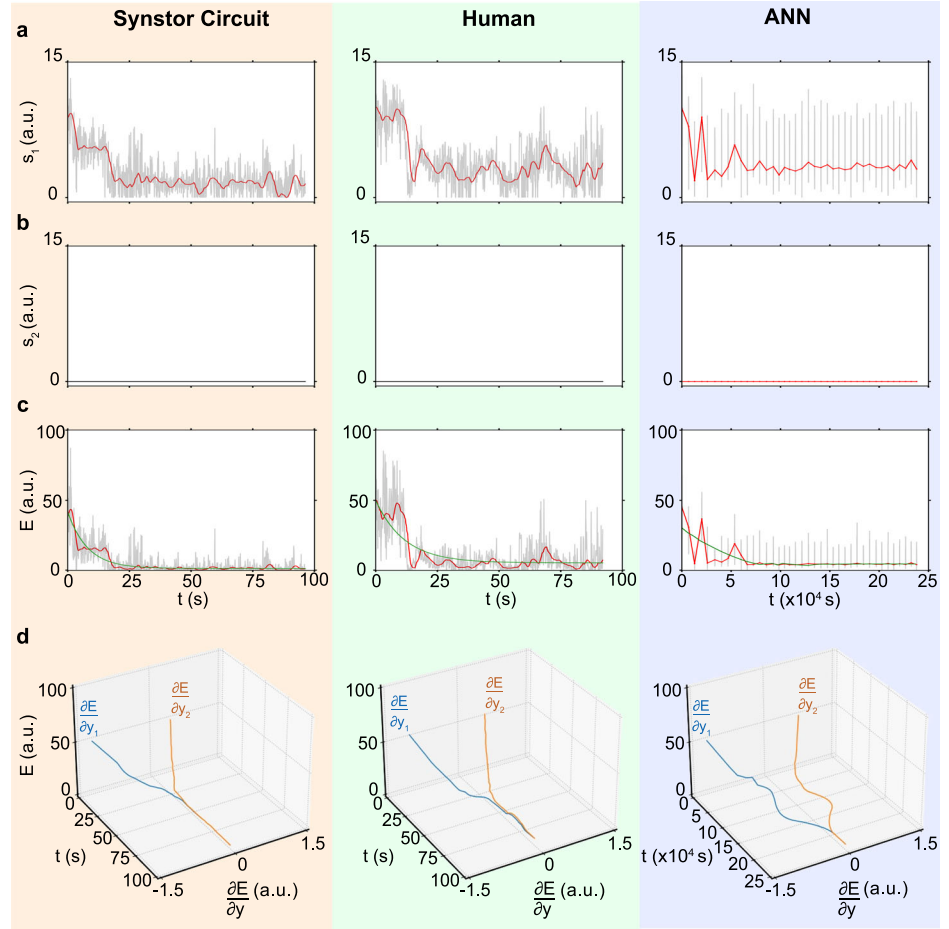 Synstor Circuit Human ANN
a
15 15 15
s1 (a.u.)
0 0 0
b
15 15 15
s2 (a.u.)
0 0 0
c
100 100 100
E (a.u.)
50 50 50
0 0 0
0 25 50 75 100 0 25 50 75 100 0 5 10 15 20 25
t (s) t (s) t (x10⁴ s)
d
100 100 100
∂E/∂y₁ ∂E/∂y₂ ∂E/∂y₁ ∂E/∂y₂ ∂E/∂y₁ ∂E/∂y₂
E (a.u.)
50 50 50
0 0 0
0 25 50 75 100 0 25 50 75 100 0 5 10 15 20 25
t (s) t (s) t (x10⁴ s)
-1.5 0 1.5 -1.5 0 1.5 -1.5 0 1.5
∂E/∂y (a.u.) ∂E/∂y (a.u.) ∂E/∂y (a.u.)